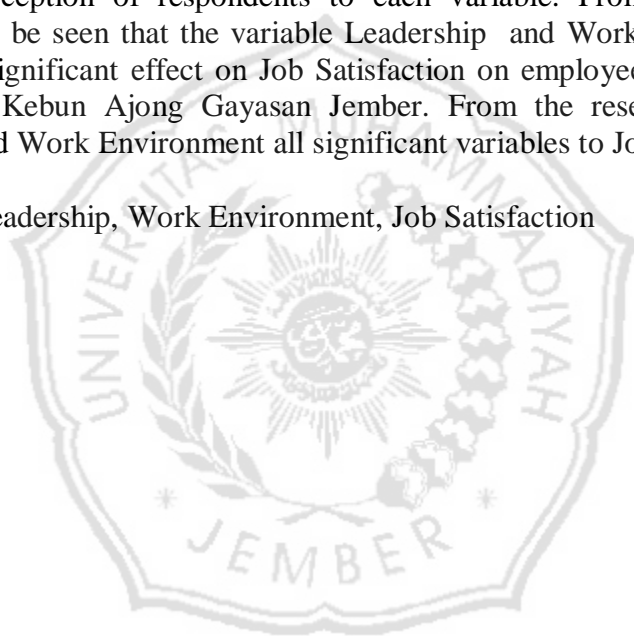 ception of respondents to each variable. From
be seen that the variable Leadership and Work
ignificant effect on Job Satisfaction on employee
Kebun Ajong Gayasan Jember. From the rese
d Work Environment all significant variables to Jo
eadership, Work Environment, Job Satisfaction
UNIVERSITAS MUHAMMADIYAH
JEMBER